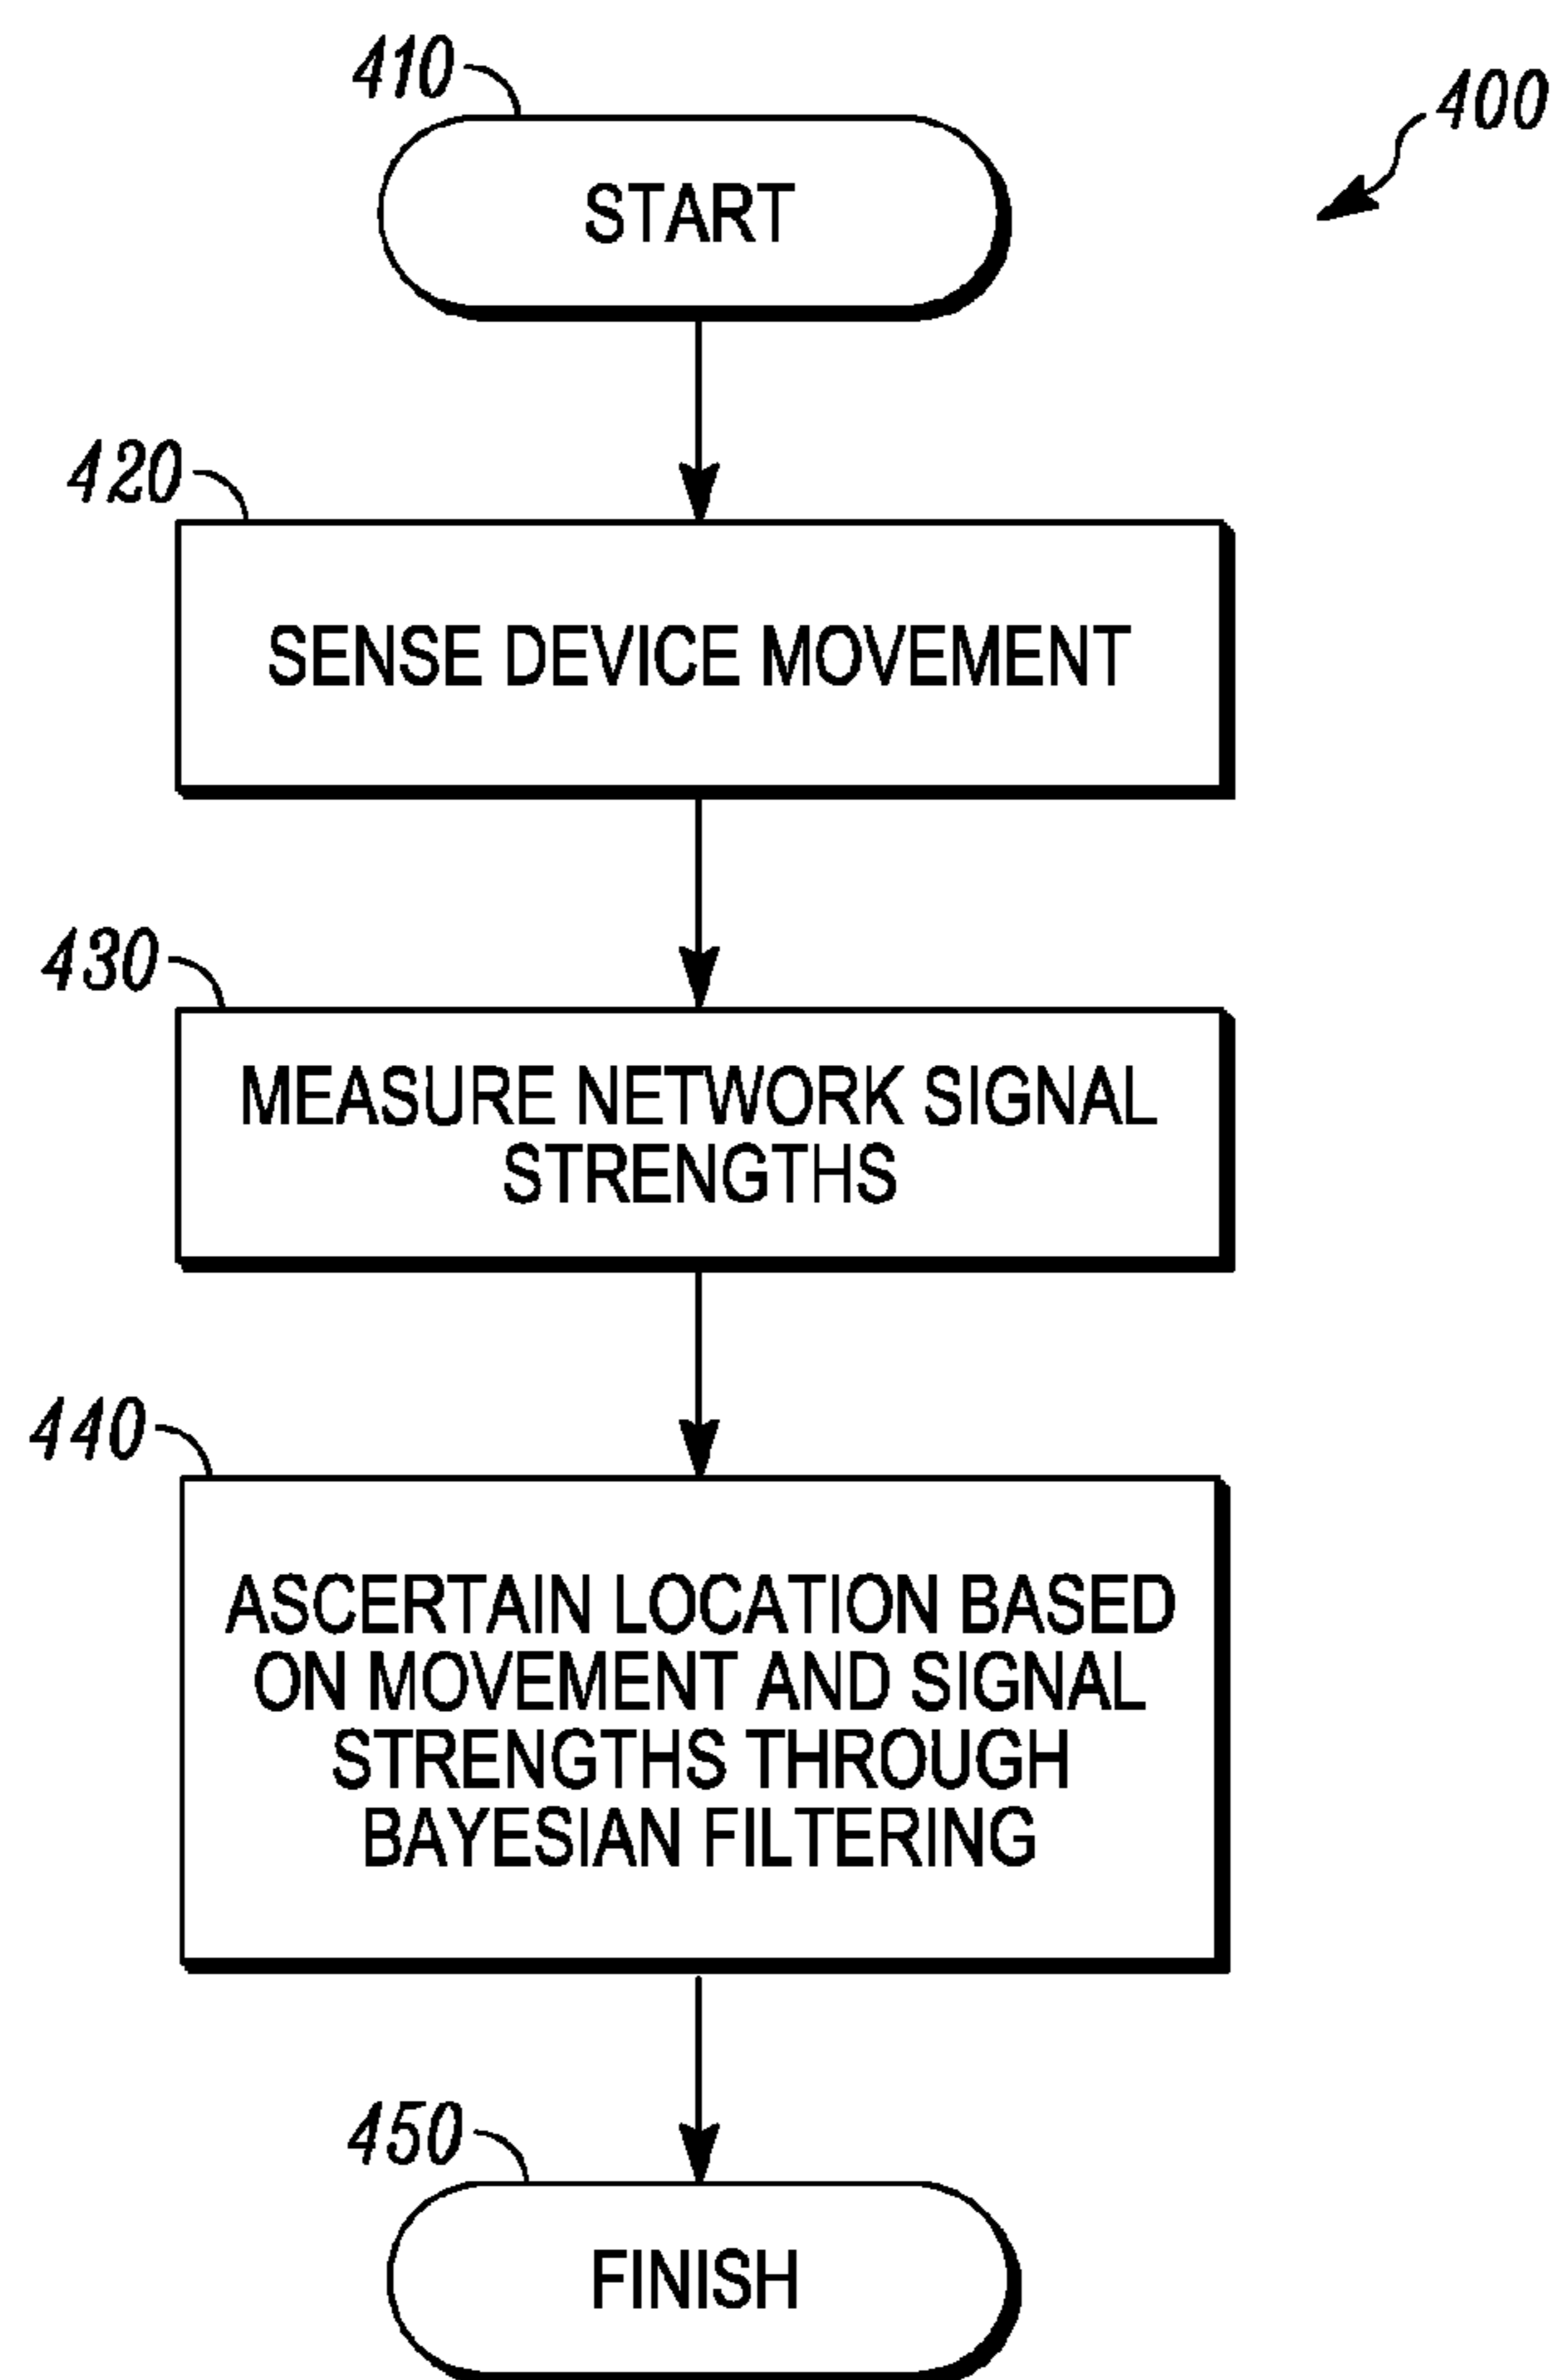 410
400
START
420
SENSE DEVICE MOVEMENT
430
MEASURE NETWORK SIGNAL
STRENGTHS
440
ASCERTAIN LOCATION BASED
ON MOVEMENT AND SIGNAL
STRENGTHS THROUGH
BAYESIAN FILTERING
450
FINISH